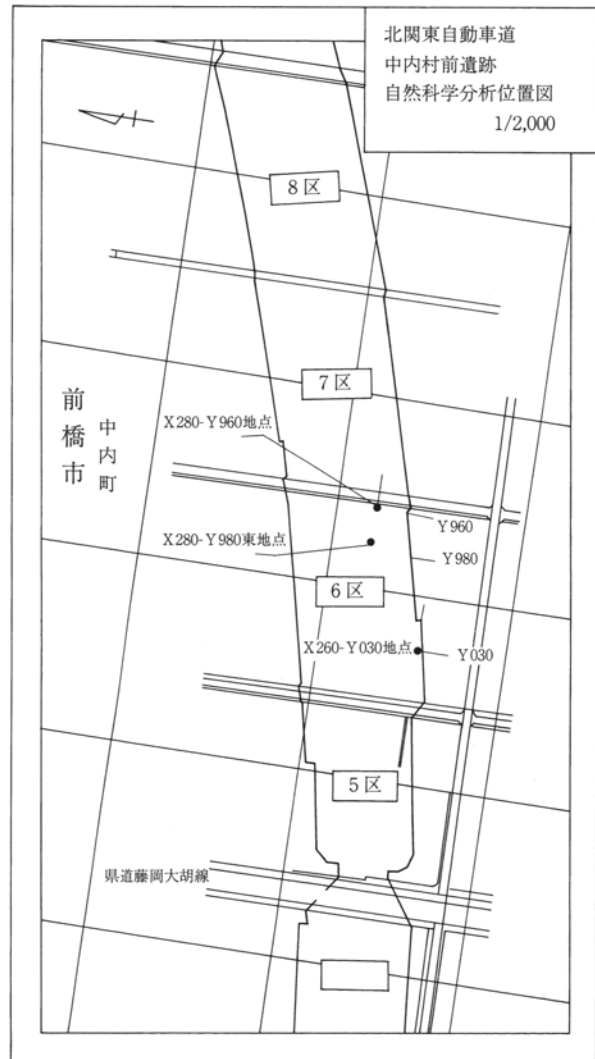 北関東自動車道
中内村前遺跡
自然科学分析位置図
1/2,000
8区
7区
前橋市
中内町
X280-Y960地点
Y960
X280-Y980東地点
Y980
6区
X260-Y030地点
Y030
5区
県道藤岡大胡線